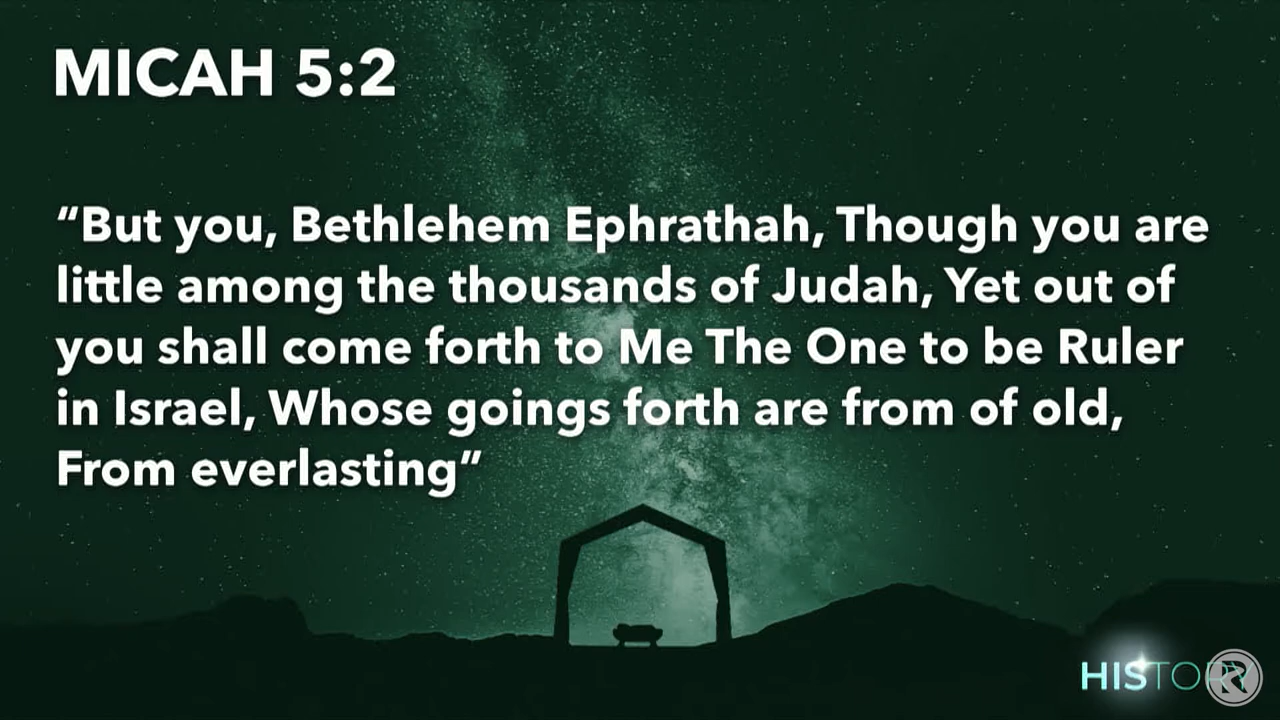 MICAH 5:2
“But you, Bethlehem Ephrathah, Though you are
little among the thousands of Judah, Yet out of
you shall come forth to Me The One to be Ruler
in Israel, Whose goings forth are from of old,
From everlasting”
HISTORY
R